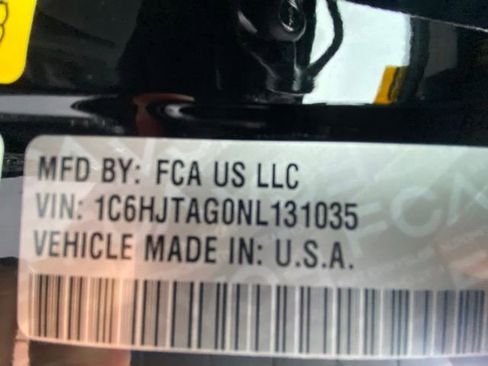 MFD BY: FCA US LLC
VIN: 1C6HJTAG0NL131035
VEHICLE MADE IN: U.S.A.